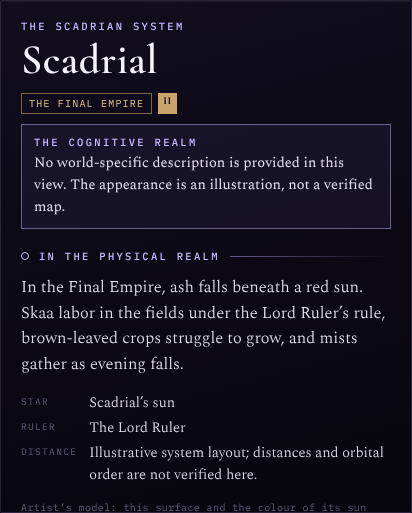 THE SCADRIAN SYSTEM
Scadrial
THE FINAL EMPIRE II
THE COGNITIVE REALM
No world-specific description is provided in this
view. The appearance is an illustration, not a verified
map.
IN THE PHYSICAL REALM
In the Final Empire, ash falls beneath a red sun.
Skaa labor in the fields under the Lord Ruler’s rule,
brown-leaved crops struggle to grow, and mists
gather as evening falls.
STAR Scadrial’s sun
RULER The Lord Ruler
DISTANCE Illustrative system layout; distances and orbital
order are not verified here.
Artist’s model: this surface and the colour of its sun